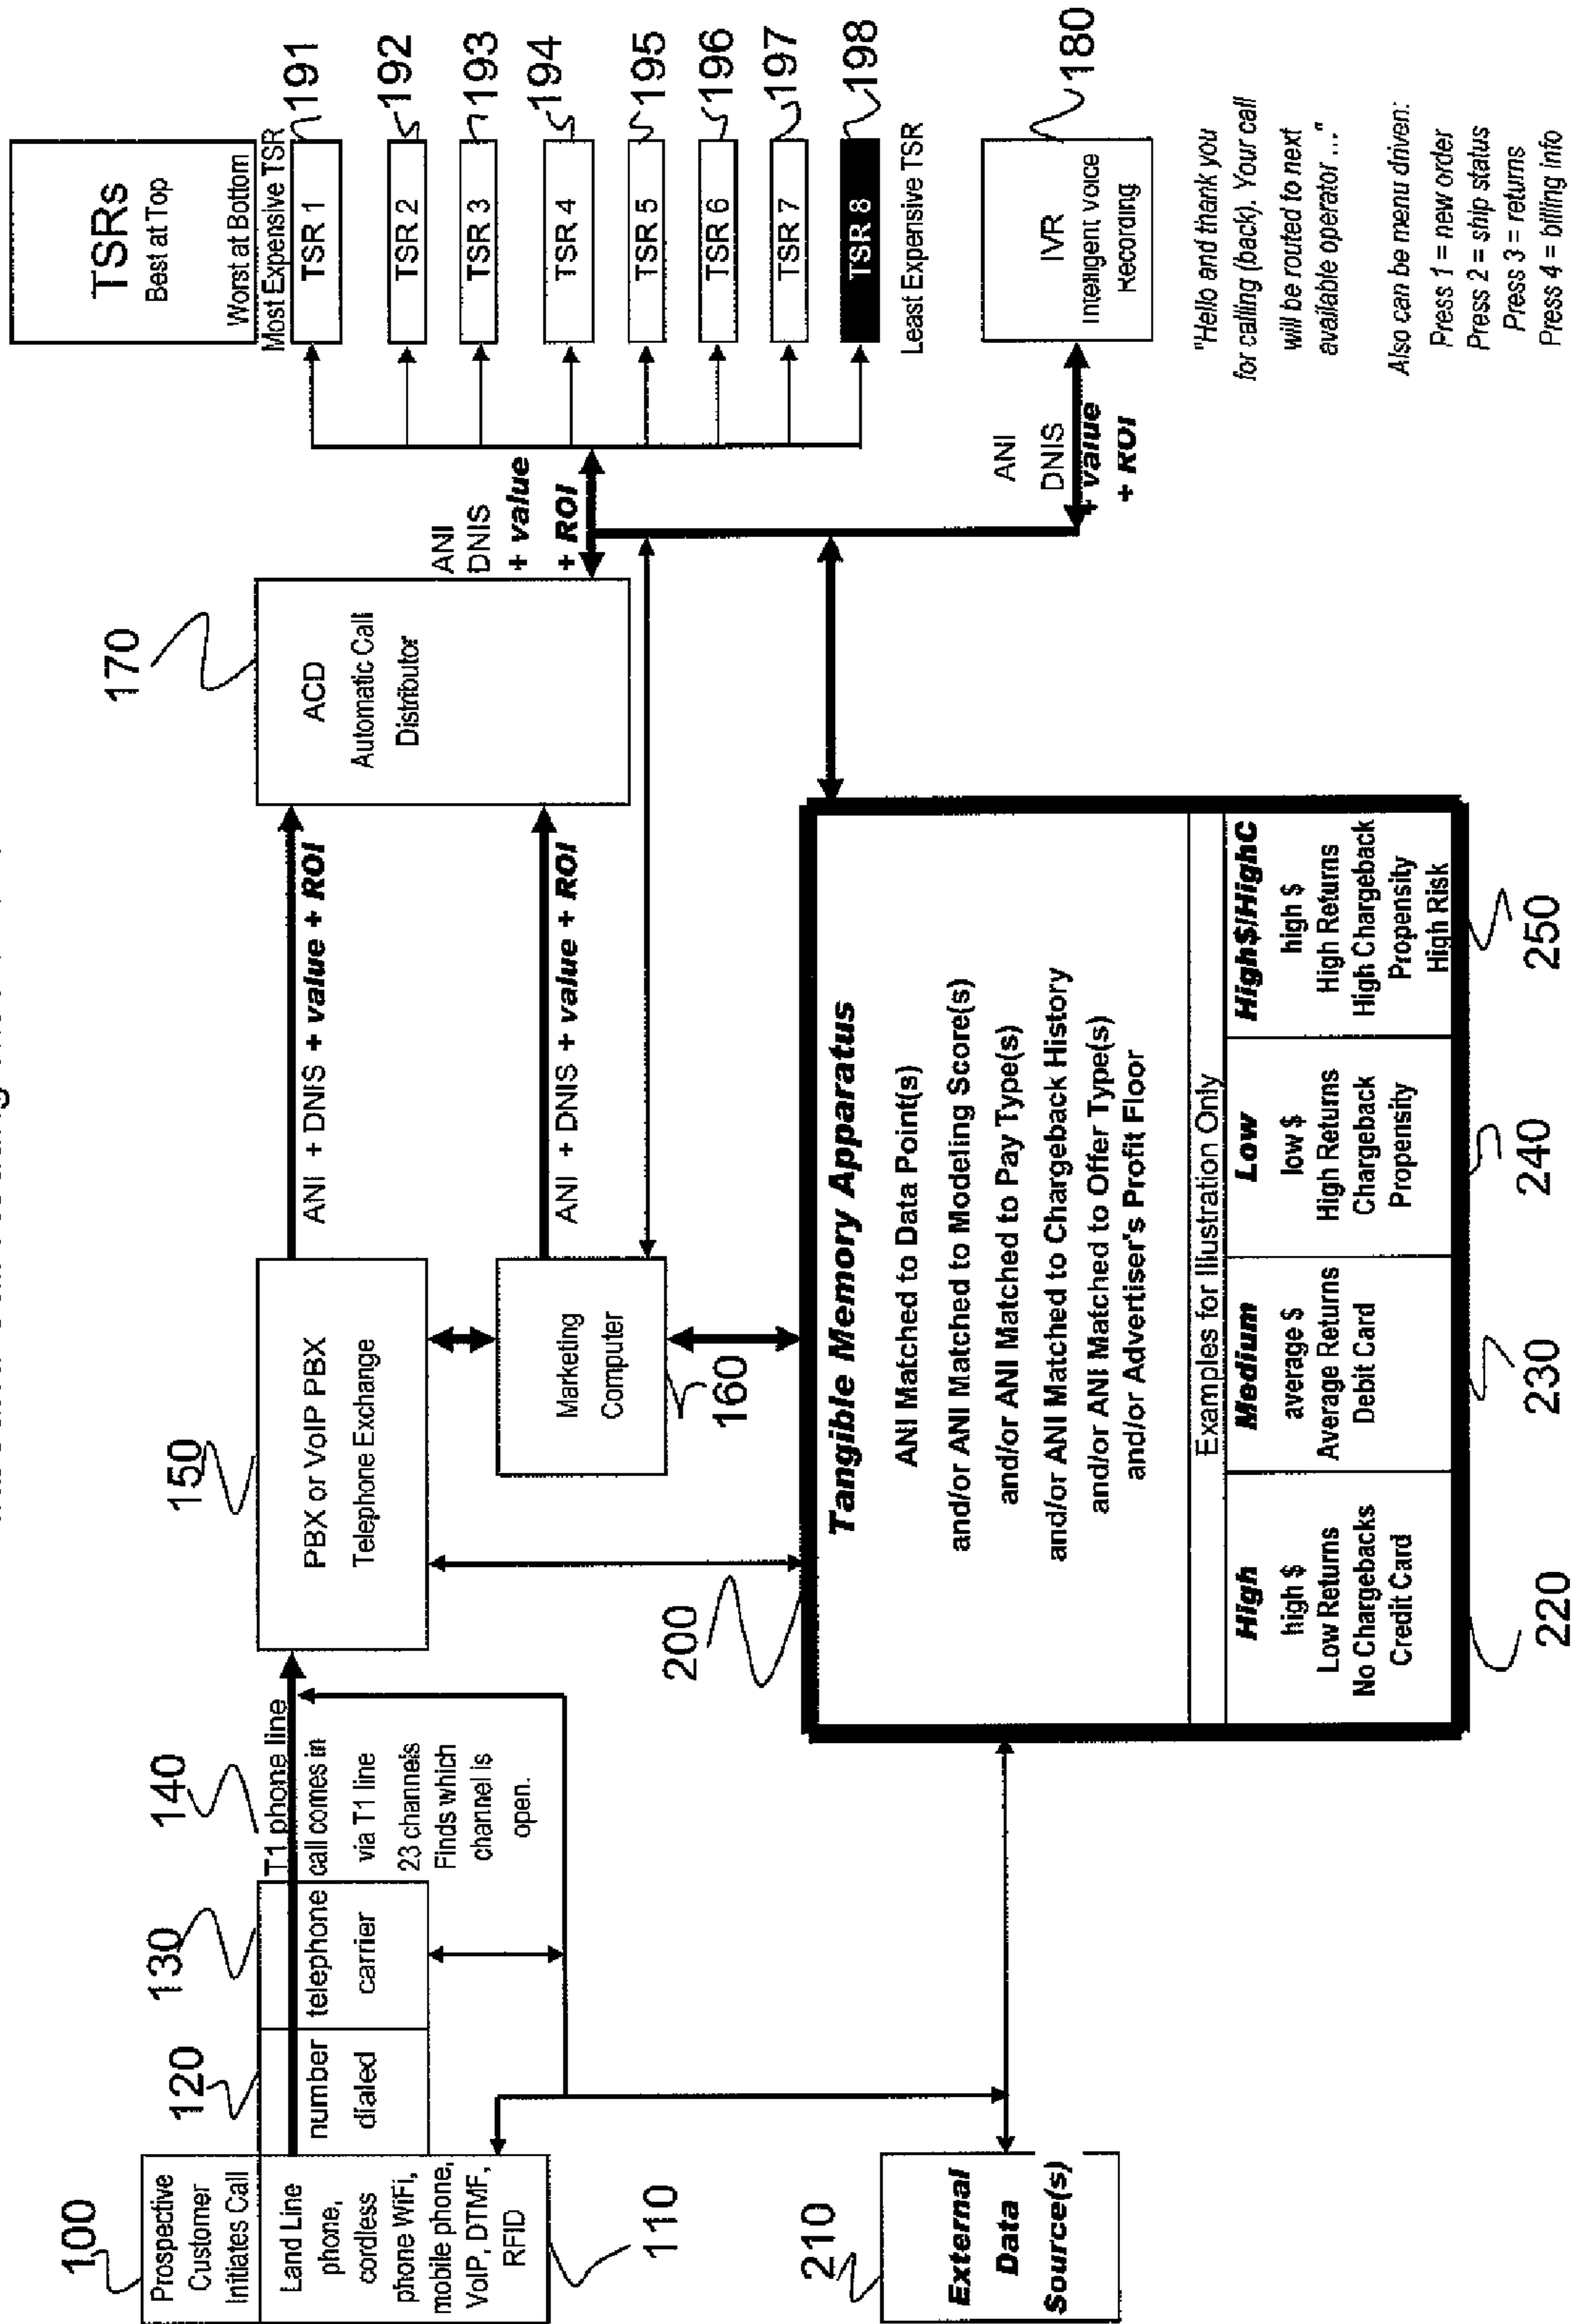 100
Prospective
Customer
Initiates Call
Land Line
phone,
cordless
phone WiFi,
mobile phone,
VoIP, DTMF,
RFID
110
120
number
dialed
130
telephone
carrier
140
T1 phone line
call comes in
via T1 line
23 channels
Finds which
channel is
open.
150
PBX or VoIP PBX
Telephone Exchange
Marketing
Computer
160
ANI + DNIS + value + ROI
ANI + DNIS + value + ROI
170
ACD
Automatic Call
Distributor
ANI
DNIS
+ value
+ ROI
TSRs
Best at Top
Worst at Bottom
Most Expensive TSR
TSR 1
191
TSR 2
192
TSR 3
193
TSR 4
194
TSR 5
195
TSR 6
196
TSR 7
197
TSR 8
198
Least Expensive TSR
ANI
DNIS
+ value
+ ROI
IVR
Intelligent Voice
Recording
180
"Hello and thank you
for calling (back). Your call
will be routed to next
available operator ..."
Also can be menu driven:
Press 1 = new order
Press 2 = ship status
Press 3 = returns
Press 4 = billing info
210
External
Data
Source(s)
200
Tangible Memory Apparatus
ANI Matched to Data Point(s)
and/or ANI Matched to Modeling Score(s)
and/or ANI Matched to Pay Type(s)
and/or ANI Matched to Chargeback History
and/or ANI Matched to Offer Type(s)
and/or Advertiser's Profit Floor
Examples for Illustration Only
High
high $
Low Returns
No Chargebacks
Credit Card
220
Medium
average $
Average Returns
Debit Card
230
Low
low $
High Returns
Chargeback
Propensity
240
High$/HighC
high $
High Returns
High Chargeback
Propensity
High Risk
250